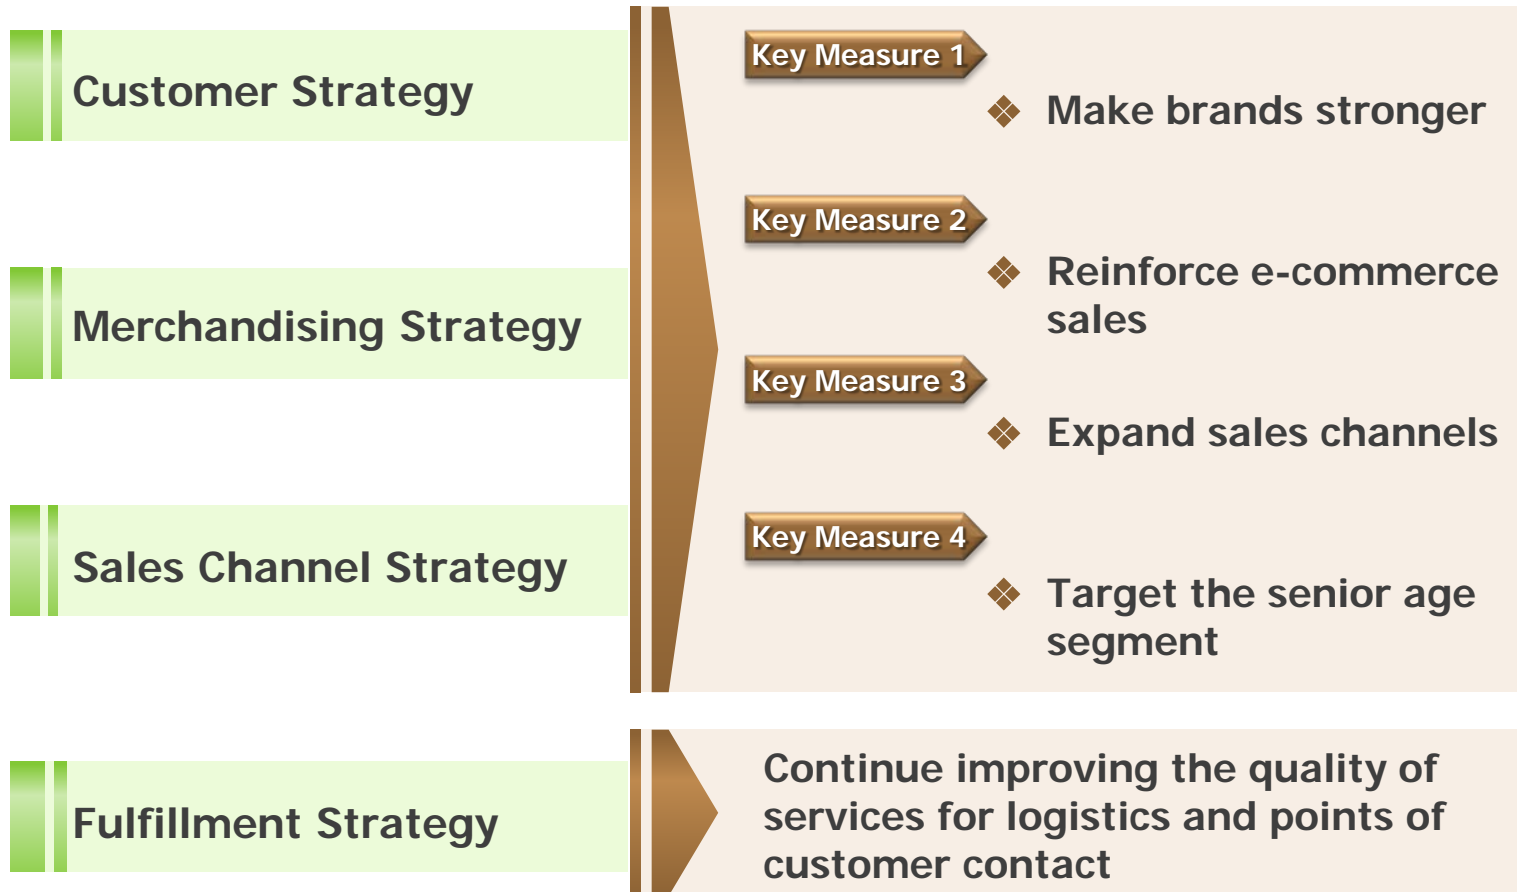 Customer Strategy
Merchandising Strategy
Sales Channel Strategy
Key Measure 1
❖ Make brands stronger
Key Measure 2
❖ Reinforce e-commerce
sales
Key Measure 3
❖ Expand sales channels
Key Measure 4
❖ Target the senior age
segment
Fulfillment Strategy
Continue improving the quality of
services for logistics and points of
customer contact